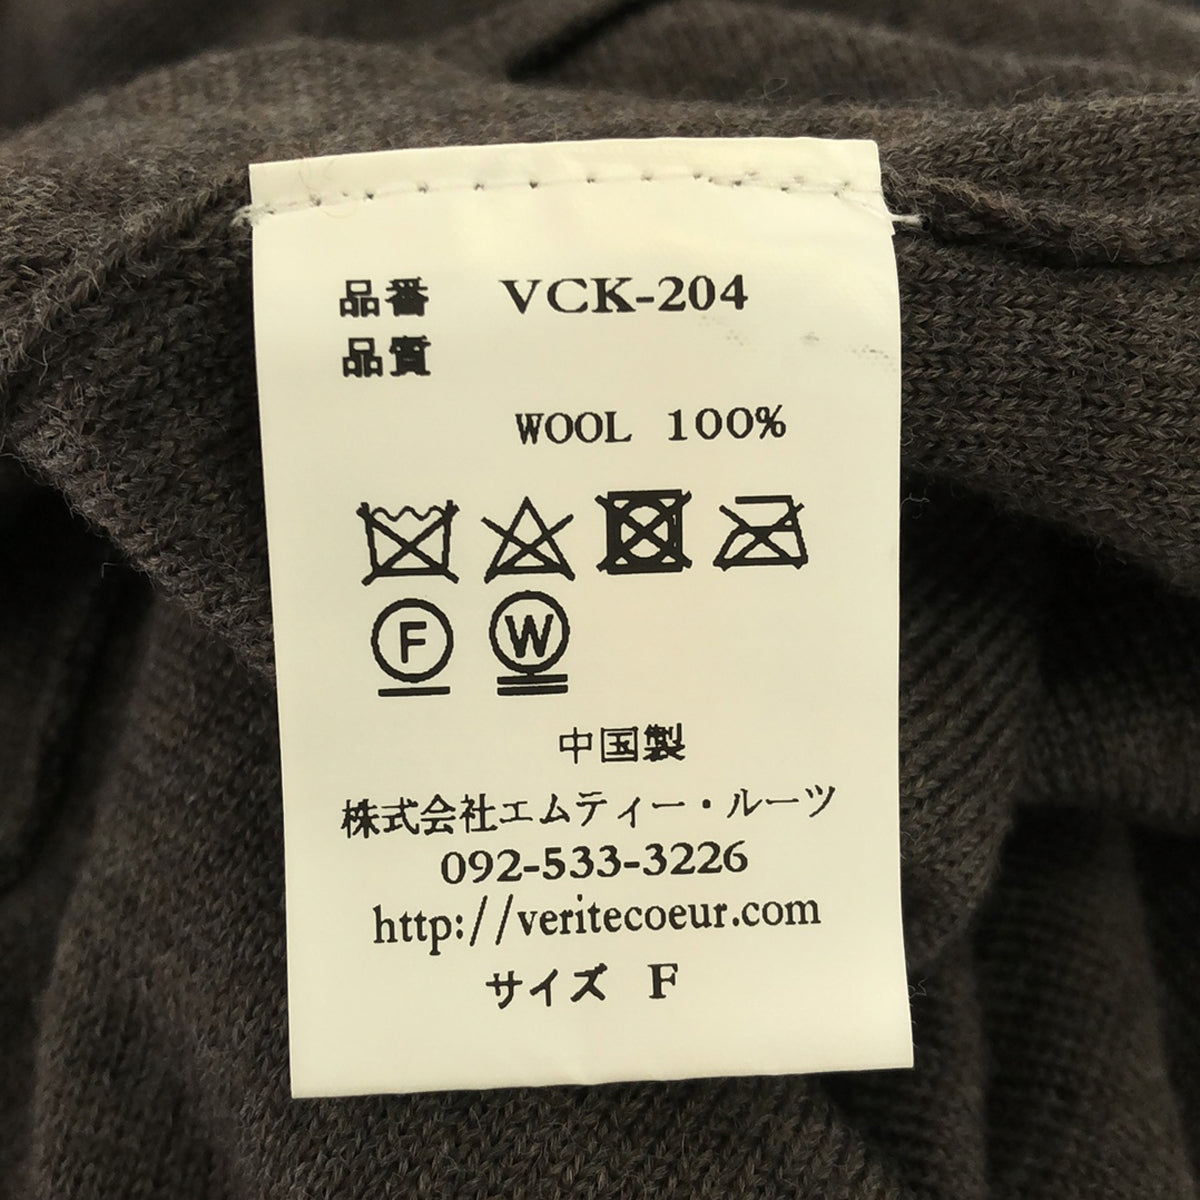 品番 VCK-204
品質
WOOL 100%
F W
中国製
株式会社エムティー・ルーツ
092-533-3226
http://veritecoeur.com
サイズ F